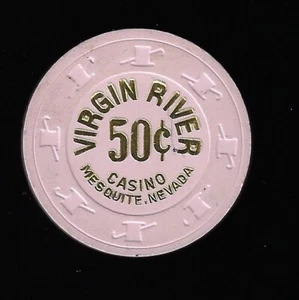 VIRGIN RIVER
50¢
CASINO
MESQUITE, NEVADA